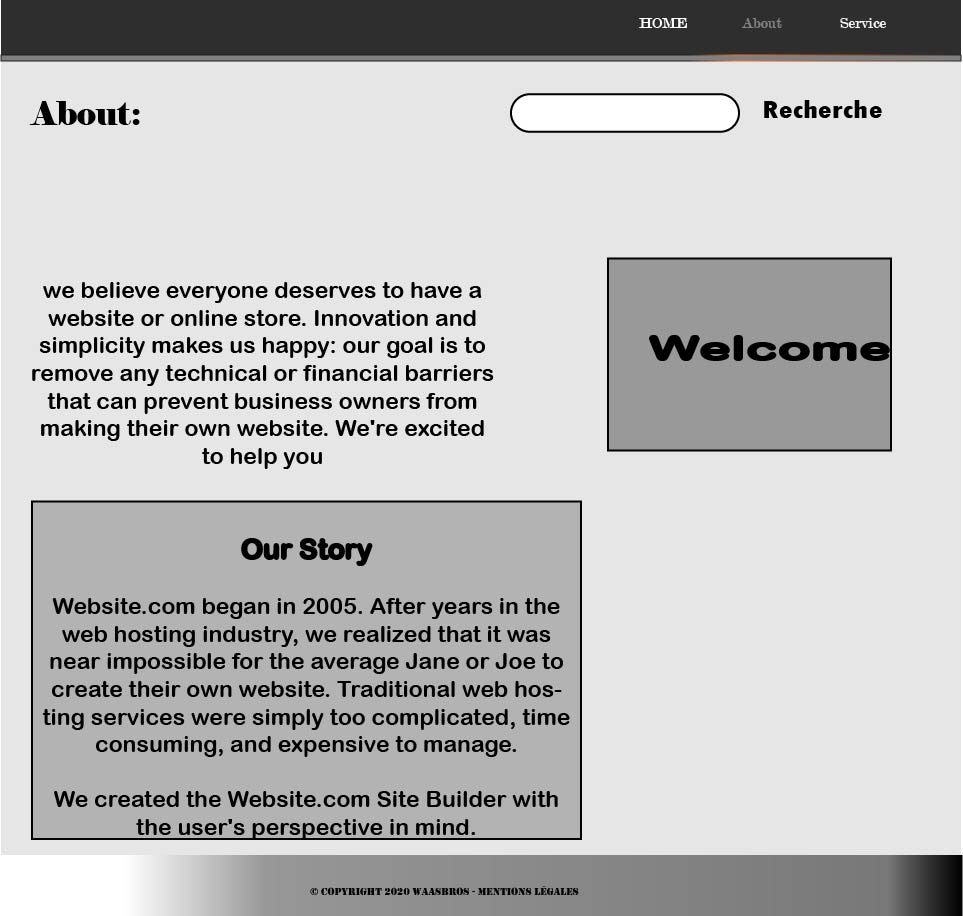 HOME About Service
About:
Recherche
we believe everyone deserves to have a
website or online store. Innovation and
simplicity makes us happy: our goal is to
remove any technical or financial barriers
that can prevent business owners from
making their own website. We're excited
to help you
Welcome
Our Story
Website.com began in 2005. After years in the
web hosting industry, we realized that it was
near impossible for the average Jane or Joe to
create their own website. Traditional web hos-
ting services were simply too complicated, time
consuming, and expensive to manage.
We created the Website.com Site Builder with
the user's perspective in mind.
© COPYRIGHT 2020 WAASBROS - MENTIONS LÉGALES